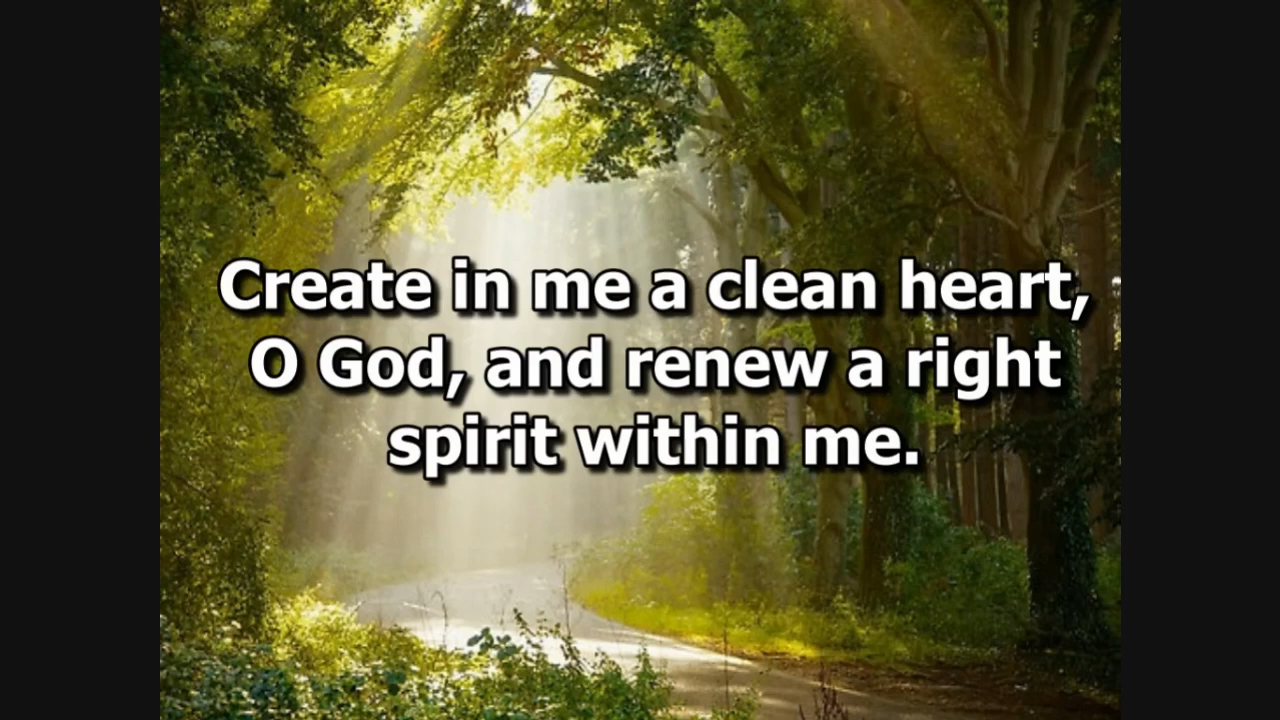 Create in me a clean heart,
O God, and renew a right
spirit within me.